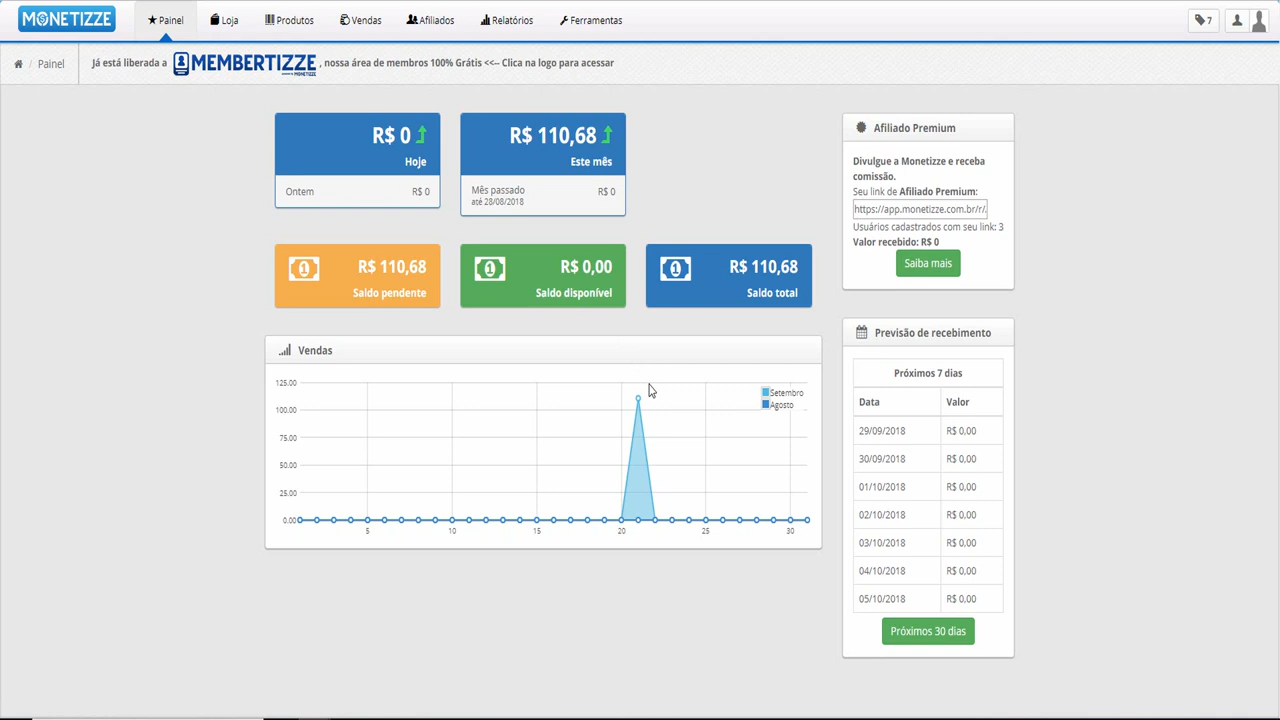 MONETIZZE
Painel
Loja
Produtos
Vendas
Afiliados
Relatórios
Ferramentas
7
/ Painel
Já está liberada a MEMBERTIZZE, nossa área de membros 100% Grátis <<-- Clica na logo para acessar
R$ 0
Hoje
Ontem R$ 0
R$ 110,68
Este mês
Mês passado R$ 0
até 28/08/2018
R$ 110,68
Saldo pendente
R$ 0,00
Saldo disponível
R$ 110,68
Saldo total
Vendas
125.00
100.00
75.00
50.00
25.00
0.00
5 10 15 20 25 30
Setembro
Agosto
Afiliado Premium
Divulgue a Monetizze e receba
comissão.
Seu link de Afiliado Premium:
https://app.monetizze.com.br/r/
Usuários cadastrados com seu link: 3
Valor recebido: R$ 0
Saiba mais
Previsão de recebimento
Próximos 7 dias
Data Valor
29/09/2018 R$ 0,00
30/09/2018 R$ 0,00
01/10/2018 R$ 0,00
02/10/2018 R$ 0,00
03/10/2018 R$ 0,00
04/10/2018 R$ 0,00
05/10/2018 R$ 0,00
Próximos 30 dias